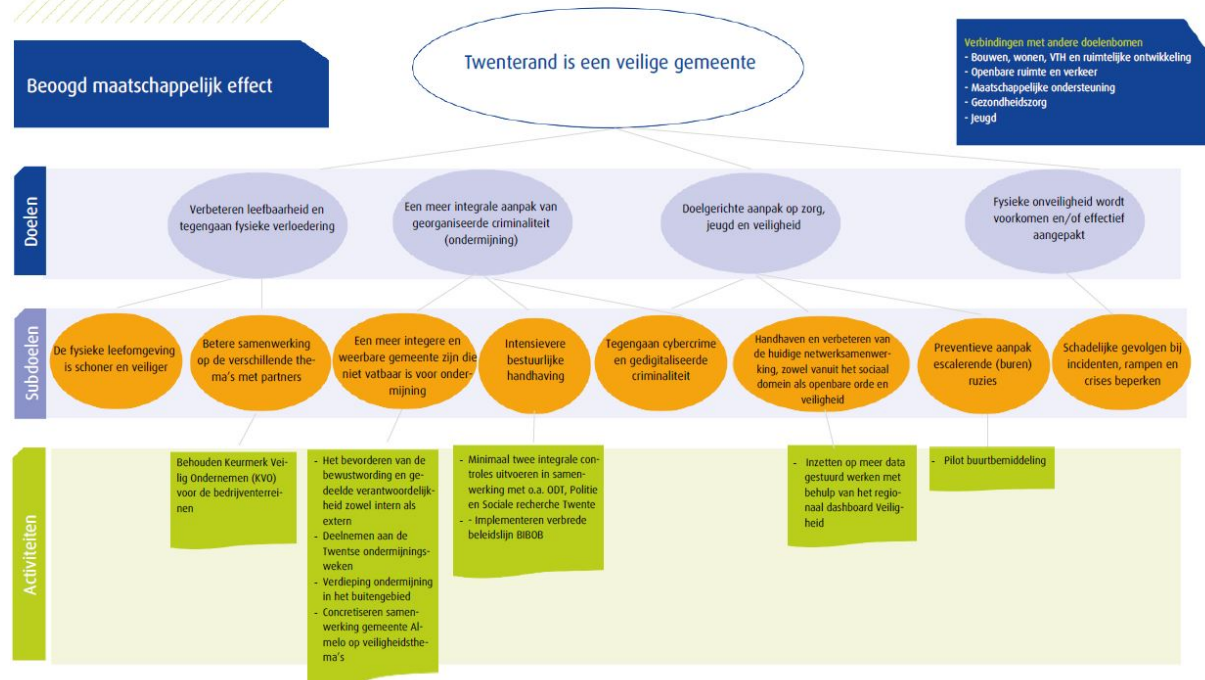 Beoogd maatschappelijk effect
Twenterand is een veilige gemeente
Verbindingen met andere doelenbomen
- Bouwen, wonen, VTH en ruimtelijke ontwikkeling
- Openbare ruimte en verkeer
- Maatschappelijke ondersteuning
- Gezondheidszorg
- Jeugd
Doelen
Verbeteren leefbaarheid en
tegengaan fysieke verloedering
Een meer integrale aanpak van
georganiseerde criminaliteit
(ondermijning)
Doelgerichte aanpak op zorg,
jeugd en veiligheid
Fysieke onveiligheid wordt
voorkomen en/of effectief
aangepakt
Subdoelen
De fysieke leefomgeving
is schoner en veiliger
Betere samenwerking
op de verschillende the-
ma's met partners
Een meer integere en
weerbare gemeente zijn die
niet vatbaar is voor onder-
mijning
Intensievere
bestuurlijke
handhaving
Tegengaan cybercrime
en gedigitaliseerde
criminaliteit
Handhaven en verbeteren van
de huidige netwerksamenwer-
king, zowel vanuit het sociaal
domein als openbare orde en
veiligheid
Preventieve aanpak
escalerende (buren)
ruzies
Schadelijke gevolgen bij
incidenten, rampen en
crises beperken
Activiteiten
Behouden Keurmerk Vei-
lig Ondernemen (KVO)
voor de bedrijventerrei-
nen
- Het bevorderen van de
bewustwording en ge-
deelde verantwoordelijk-
heid zowel intern als
extern
- Deelnemen aan de
Twentse ondermijnings-
weken
- Verdieping ondermijning
in het buitengebied
- Concretiseren samen-
werking gemeente Al-
melo op veiligheidsthe-
ma's
- Minimaal twee integrale con-
troles uitvoeren in samen-
werking met o.a. ODT, Politie
en Sociale recherche Twente
- - Implementeren verbrede
beleidslijn BIBOB
- Inzetten op meer data
gestuurd werken met
behulp van het regio-
naal dashboard Veilig-
heid
- Pilot buurtbemiddeling